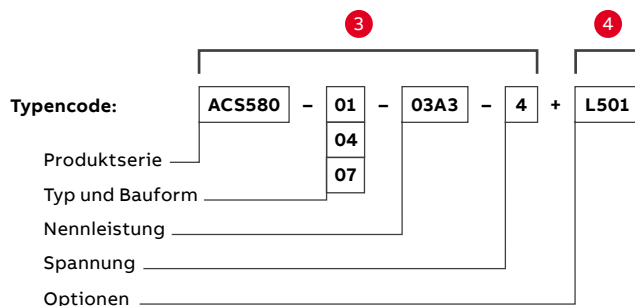 3 4
Typencode: ACS580 – 01 – 03A3 – 4 + L501
04
07
Produktserie
Typ und Bauform
Nennleistung
Spannung
Optionen